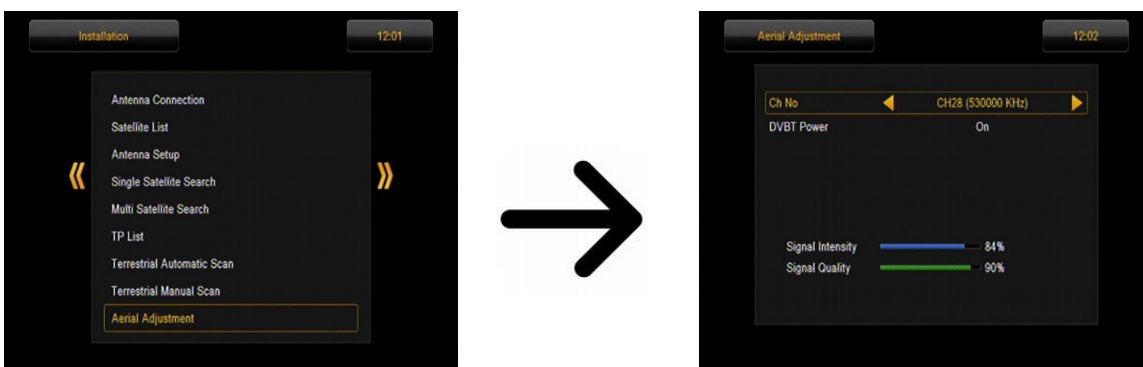 Installation
12:01
Antenna Connection
Satellite List
Antenna Setup
Single Satellite Search
Multi Satellite Search
TP List
Terrestrial Automatic Scan
Terrestrial Manual Scan
Aerial Adjustment
Aerial Adjustment
12:02
Ch No CH28 (530000 KHz)
DVBT Power On
Signal Intensity 84%
Signal Quality 90%